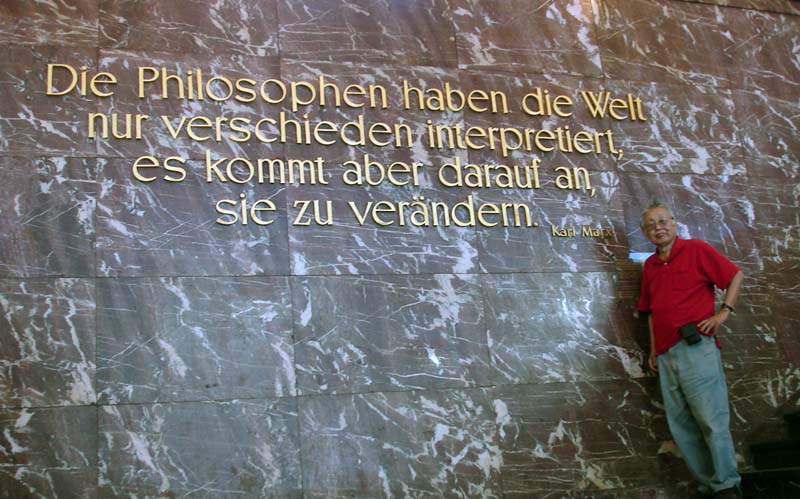 Die Philosophen haben die Welt
nur verschieden interpretiert,
es kommt aber darauf an,
sie zu verändern.
Karl Marx